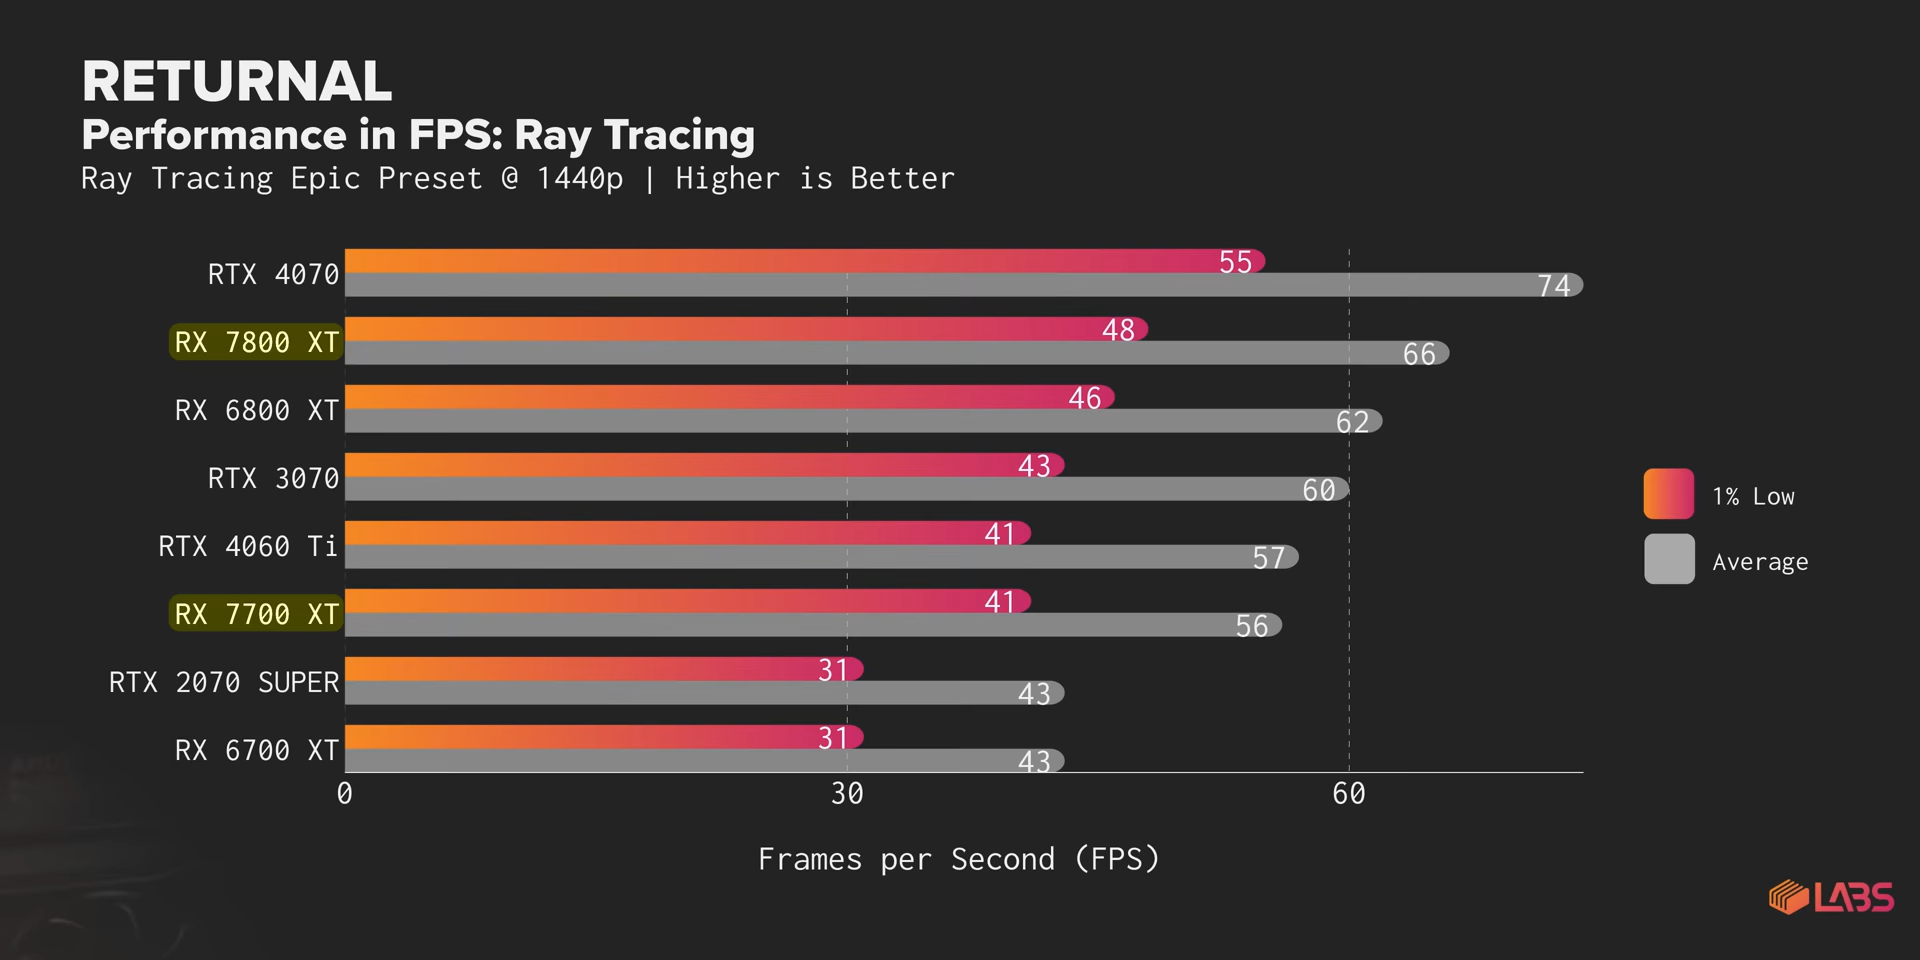 RETURNAL
Performance in FPS: Ray Tracing
Ray Tracing Epic Preset @ 1440p | Higher is Better
RTX 4070
55
74
RX 7800 XT
48
66
RX 6800 XT
46
62
RTX 3070
43
60
RTX 4060 Ti
41
57
RX 7700 XT
41
56
RTX 2070 SUPER
31
43
RX 6700 XT
31
43
0 30 60
Frames per Second (FPS)
1% Low
Average
LABS